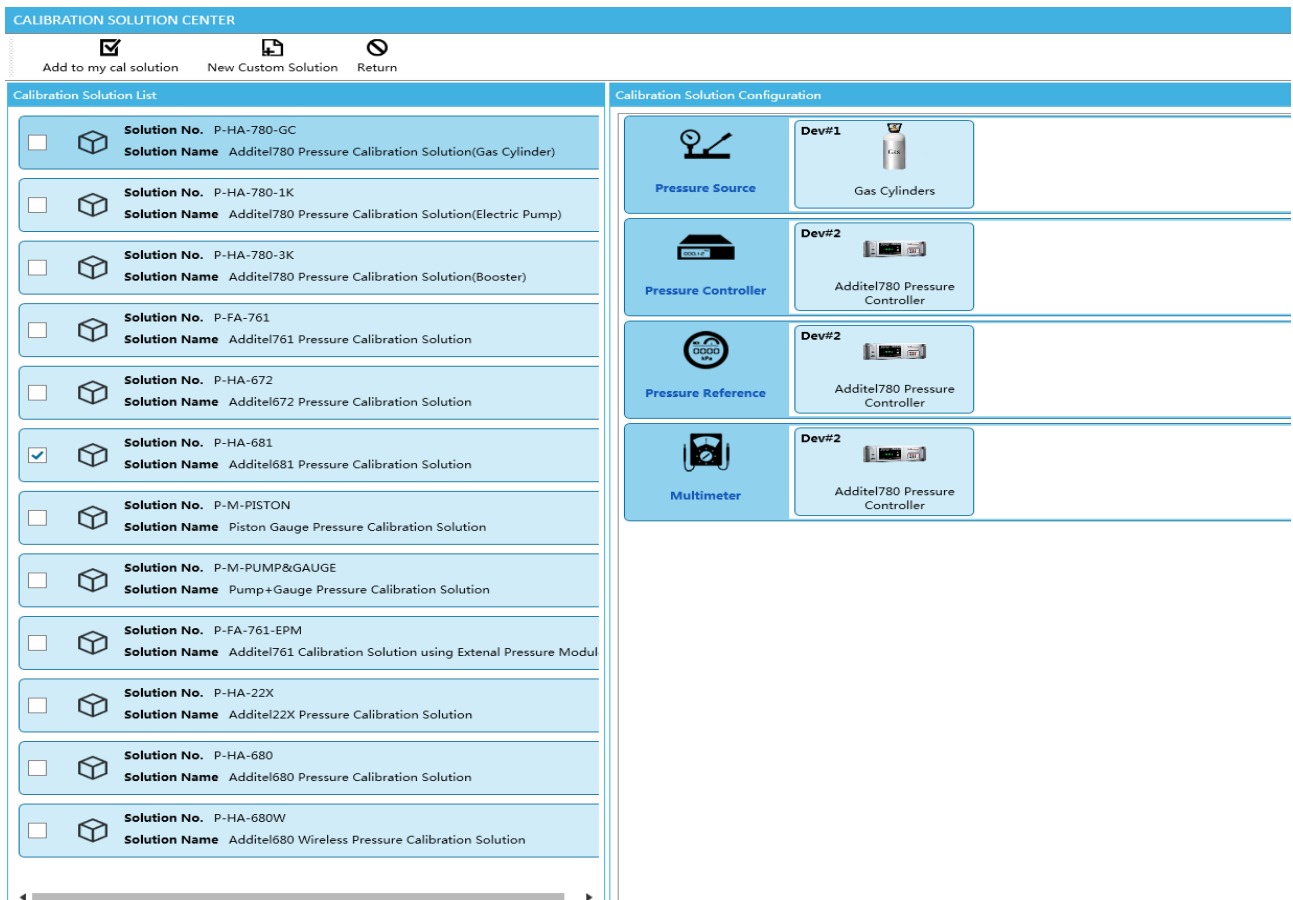 CALIBRATION SOLUTION CENTER
Add to my cal solution New Custom Solution Return
Calibration Solution List
Solution No. P-HA-780-GC
Solution Name Additel780 Pressure Calibration Solution(Gas Cylinder)
Solution No. P-HA-780-1K
Solution Name Additel780 Pressure Calibration Solution(Electric Pump)
Solution No. P-HA-780-3K
Solution Name Additel780 Pressure Calibration Solution(Booster)
Solution No. P-FA-761
Solution Name Additel761 Pressure Calibration Solution
Solution No. P-HA-672
Solution Name Additel672 Pressure Calibration Solution
Solution No. P-HA-681
Solution Name Additel681 Pressure Calibration Solution
Solution No. P-M-PISTON
Solution Name Piston Gauge Pressure Calibration Solution
Solution No. P-M-PUMP&GAUGE
Solution Name Pump+Gauge Pressure Calibration Solution
Solution No. P-FA-761-EPM
Solution Name Additel761 Calibration Solution using Extenal Pressure Modul
Solution No. P-HA-22X
Solution Name Additel22X Pressure Calibration Solution
Solution No. P-HA-680
Solution Name Additel680 Pressure Calibration Solution
Solution No. P-HA-680W
Solution Name Additel680 Wireless Pressure Calibration Solution
Calibration Solution Configuration
Pressure Source
Dev#1
Gas
Gas Cylinders
Pressure Controller
Dev#2
Additel780 Pressure
Controller
0000
kPa
Pressure Reference
Dev#2
Additel780 Pressure
Controller
Multimeter
Dev#2
Additel780 Pressure
Controller